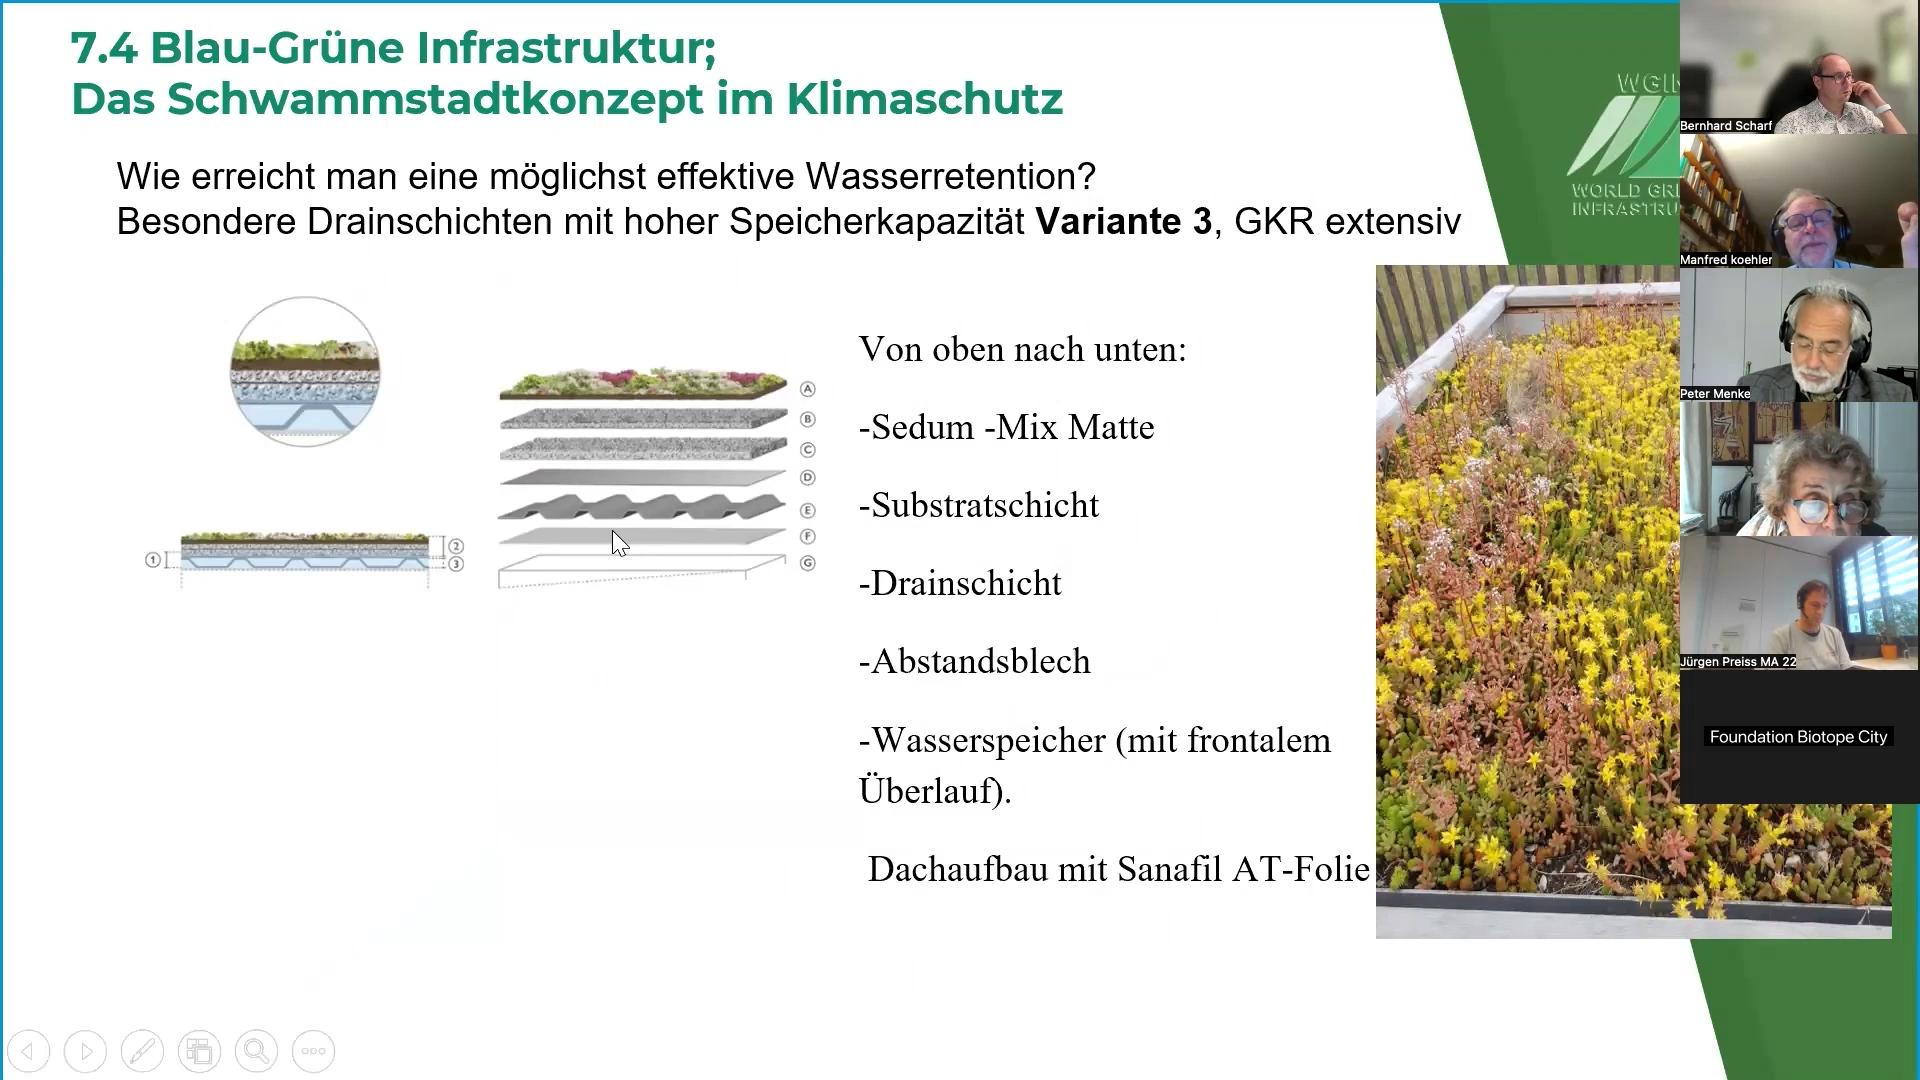 7.4 Blau-Grüne Infrastruktur;
Das Schwammstadtkonzept im Klimaschutz
Wie erreicht man eine möglichst effektive Wasserretention?
Besondere Drainschichten mit hoher Speicherkapazität Variante 3, GKR extensiv
Von oben nach unten:
-Sedum -Mix Matte
-Substratschicht
-Drainschicht
-Abstandsblech
-Wasserspeicher (mit frontalem
Überlauf).
Dachaufbau mit Sanafil AT-Folie
A
B
C
D
E
F
G
1
2
3
WORLD
Bernhard Scharf
Manfred koehler
Peter Menke
Jürgen Preiss MA 22
Foundation Biotope City